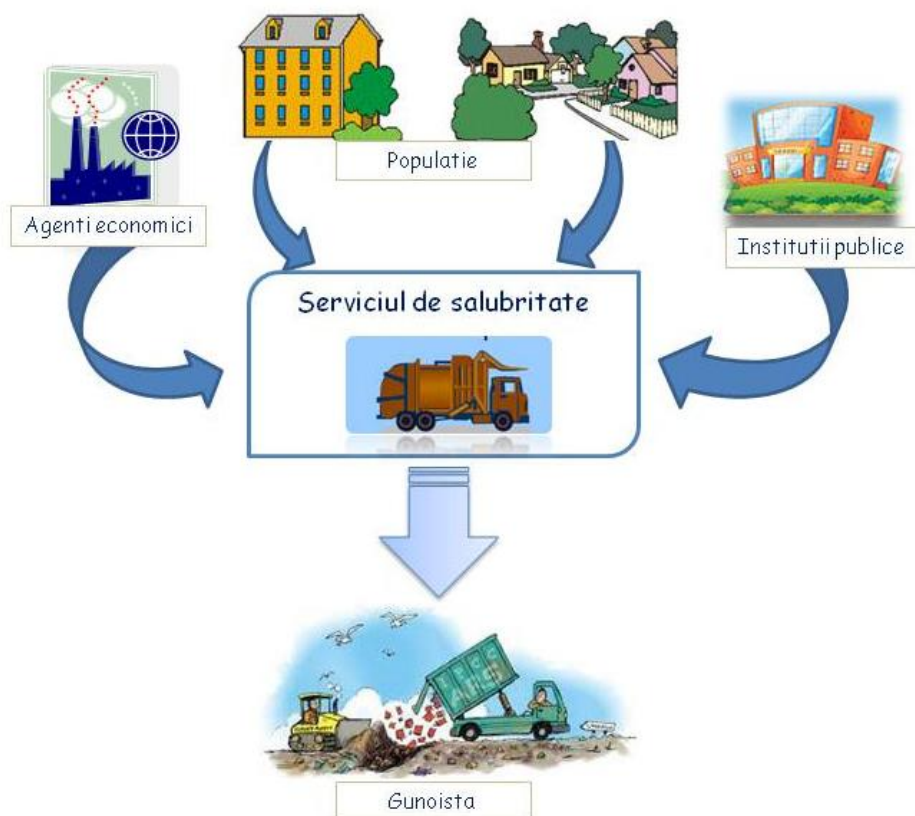 Populatie
Agenti economici
Institutii publice
Serviciul de salubritate
Gunoista